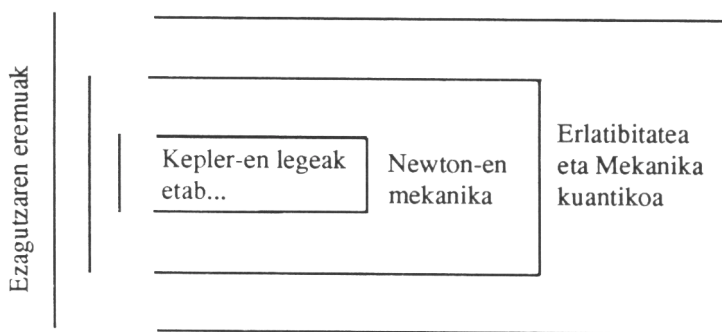 Ezagutzaren eremuak
Kepler-en legeak
etab...
Newton-en
mekanika
Erlatibitatea
eta Mekanika
kuantikoa